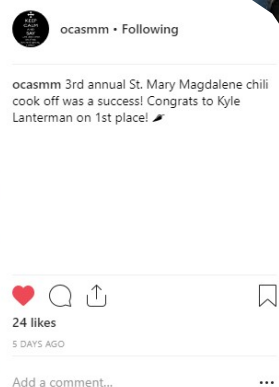 ocasmm • Following
ocasmm 3rd annual St. Mary Magdalene chili
cook off was a success! Congrats to Kyle
Lanterman on 1st place! 🌶
24 likes
5 DAYS AGO
Add a comment...